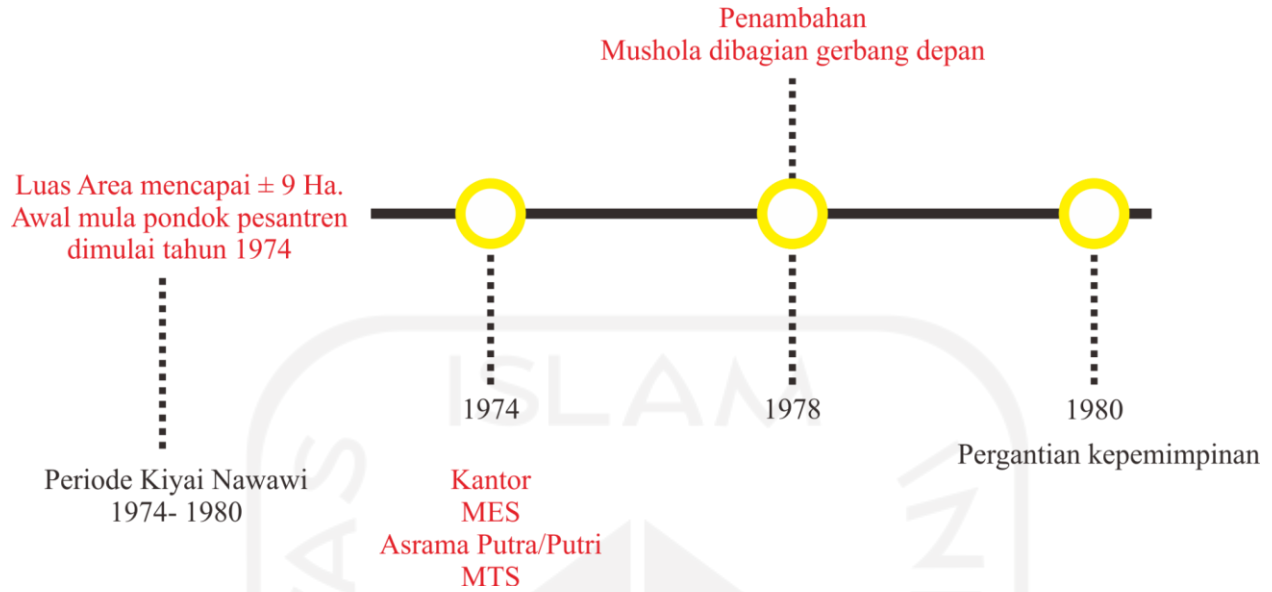 Penambahan
Mushola dibagian gerbang depan
Luas Area mencapai ± 9 Ha.
Awal mula pondok pesantren
dimulai tahun 1974
1974
1978
1980
Pergantian kepemimpinan
Periode Kiyai Nawawi
1974- 1980
Kantor
MES
Asrama Putra/Putri
MTS
ISLAM